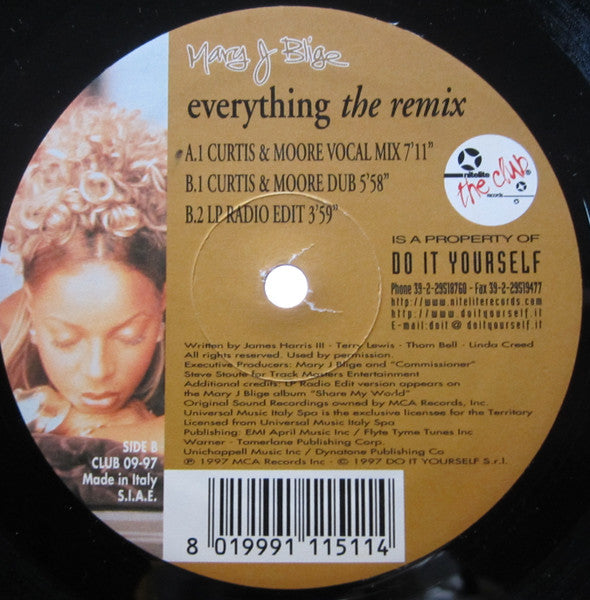 Mary J Blige
everything the remix
A.1 CURTIS & MOORE VOCAL MIX 7'11"
B.1 CURTIS & MOORE DUB 5'58"
B.2 LP RADIO EDIT 3'59"
nitelite
the club
records
IS A PROPERTY OF
DO IT YOURSELF
Phone 39-2-29518760 - Fax 39-2-29519477
http://www.niteliterecords.com
http://www.doityourself.it
E-mail:doit@doityourself.it
Written by James Harris III - Terry Lewis - Thom Bell - Linda Creed
All rights reserved. Used by permission.
Executive Producers: Mary J Blige and "Commissioner"
Steve Stoute for Track Masters Entertainment
Additional credits: LP Radio Edit version appears on
the Mary J Blige album "Share My World"
Original Sound Recordings owned by MCA Records, Inc.
Universal Music Italy Spa is the exclusive licensee for the Territory
Licensed from Universal Music Italy Spa
Publishing: EMI April Music Inc / Flyte Tyme Tunes Inc
Warner - Tomerlane Publishing Corp.
Unichappell Music Inc / Dynatone Publishing Co
℗ 1997 MCA Records Inc - © 1997 DO IT YOURSELF S.r.l.
SIDE B
CLUB 09-97
Made in Italy
S.I.A.E.
8 019991 115114